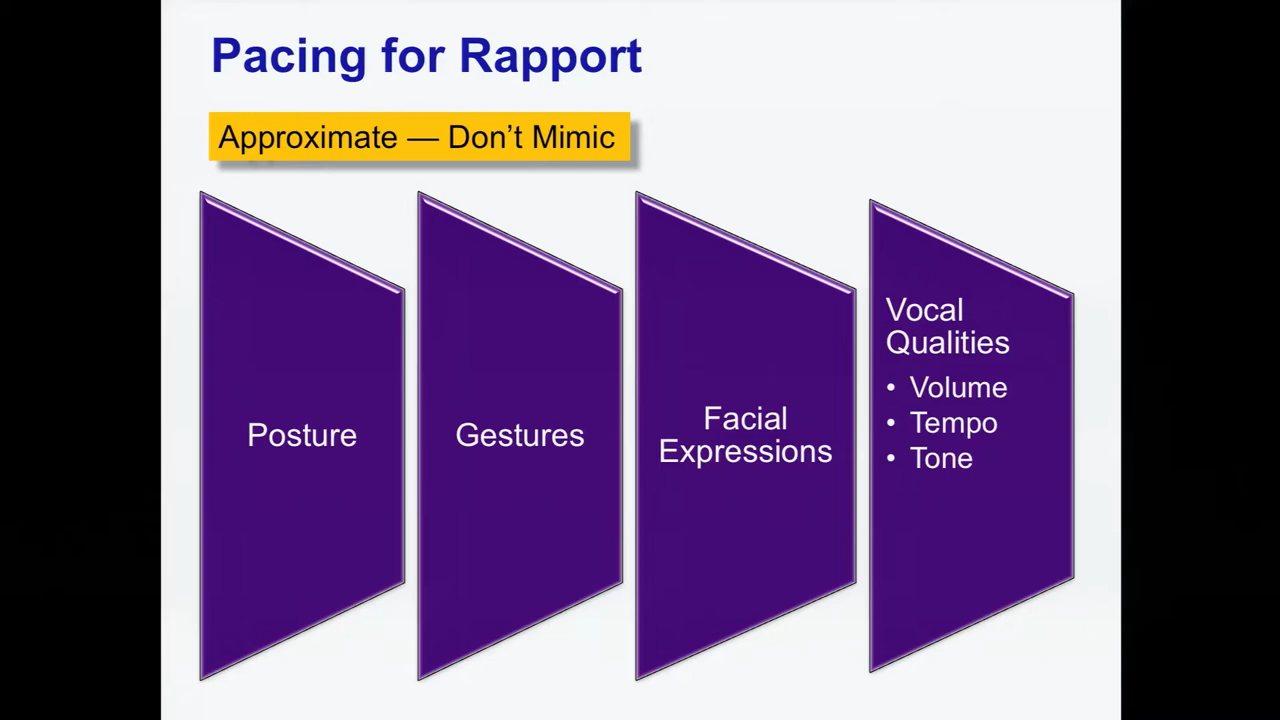 Pacing for Rapport
Approximate — Don’t Mimic
Posture
Gestures
Facial
Expressions
Vocal
Qualities
• Volume
• Tempo
• Tone